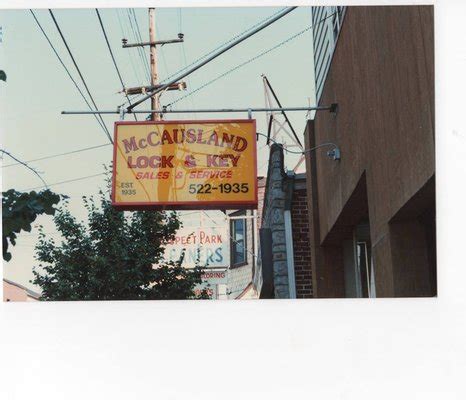 McCAUSLAND
LOCK & KEY
SALES & SERVICE
EST
1935
522-1935
PARK